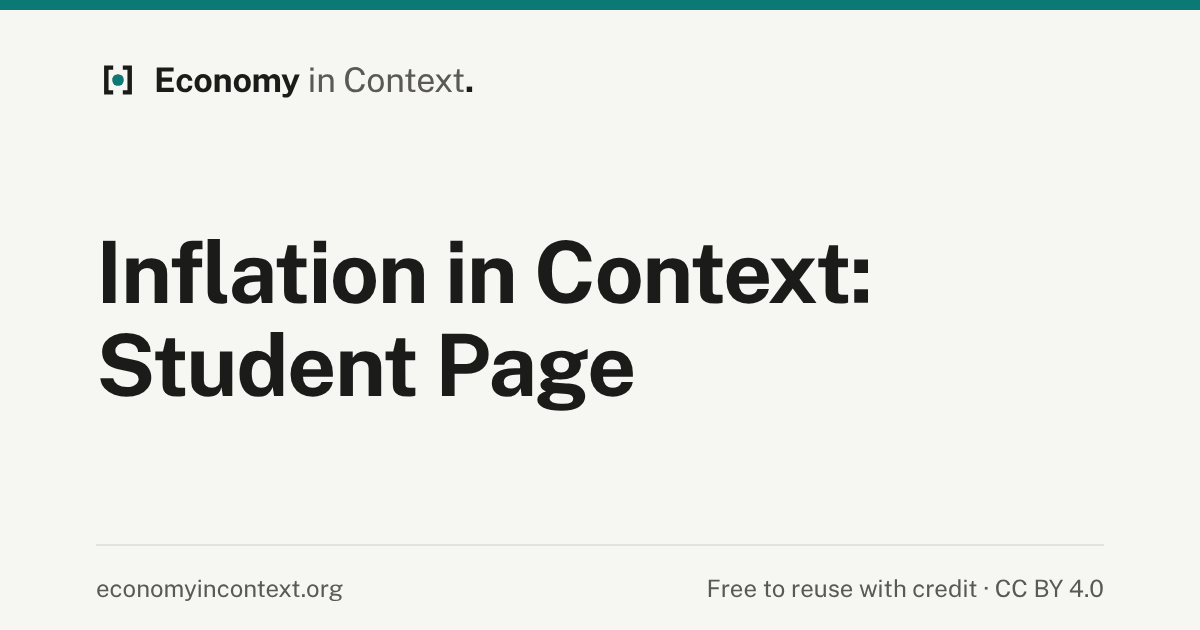 Economy in Context.
Inflation in Context:
Student Page
economyincontext.org
Free to reuse with credit · CC BY 4.0